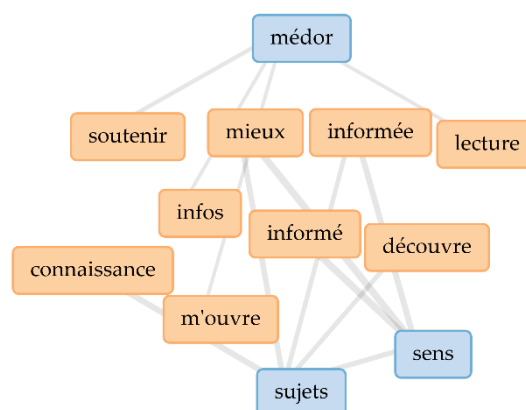 médor
soutenir
mieux
informée
lecture
infos
informé
découvre
connaissance
m'ouvre
sens
sujets